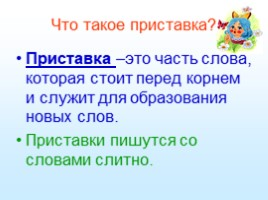 Что такое приставка?
• Приставка –это часть слова,
которая стоит перед корнем
и служит для образования
новых слов.
• Приставки пишутся со
словами слитно.